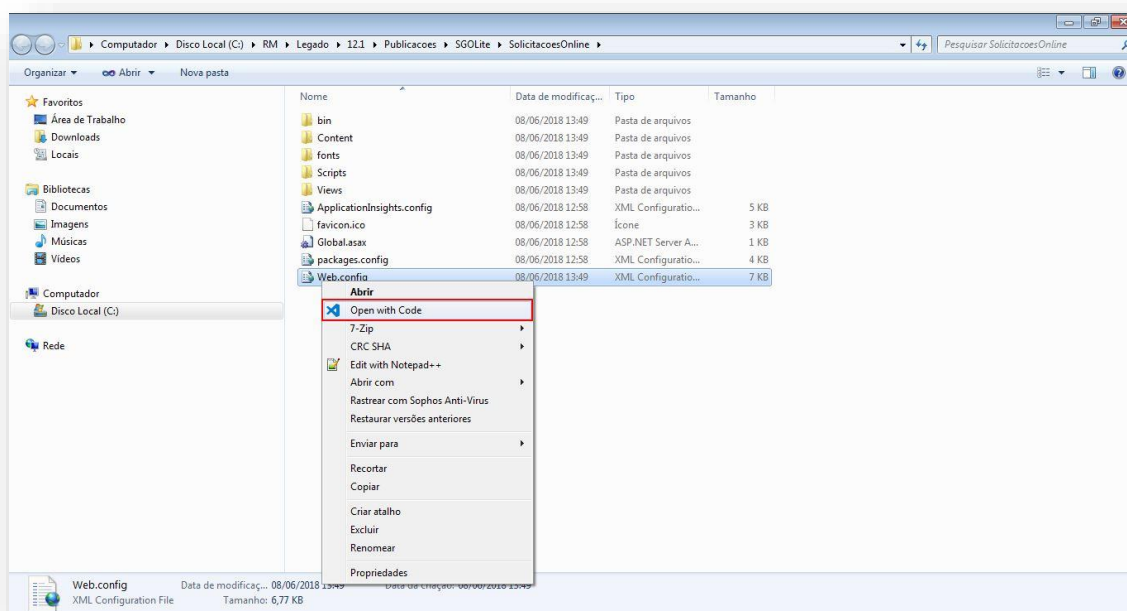 Computador ▸ Disco Local (C:) ▸ RM ▸ Legado ▸ 12.1 ▸ Publicacoes ▸ SGOLite ▸ SolicitacoesOnline ▸
Pesquisar SolicitacoesOnline
Organizar Abrir Nova pasta
Favoritos
Área de Trabalho
Downloads
Locais
Bibliotecas
Documentos
Imagens
Músicas
Vídeos
Computador
Disco Local (C:)
Rede
Nome Data de modificaç... Tipo Tamanho
bin 08/06/2018 13:49 Pasta de arquivos
Content 08/06/2018 13:49 Pasta de arquivos
fonts 08/06/2018 13:49 Pasta de arquivos
Scripts 08/06/2018 13:49 Pasta de arquivos
Views 08/06/2018 13:49 Pasta de arquivos
ApplicationInsights.config 08/06/2018 12:58 XML Configuratio... 5 KB
favicon.ico 08/06/2018 12:58 Ícone 3 KB
Global.asax 08/06/2018 12:58 ASP.NET Server A... 1 KB
packages.config 08/06/2018 12:58 XML Configuratio... 4 KB
Web.config 08/06/2018 13:49 XML Configuratio... 7 KB
Abrir
Open with Code
7-Zip
CRC SHA
Edit with Notepad++
Abrir com
Rastrear com Sophos Anti-Virus
Restaurar versões anteriores
Enviar para
Recortar
Copiar
Criar atalho
Excluir
Renomear
Propriedades
Web.config Data de modificaç... 08/06/2018 13:49 Data da criação: 08/06/2018 13:49
XML Configuration File Tamanho: 6,77 KB